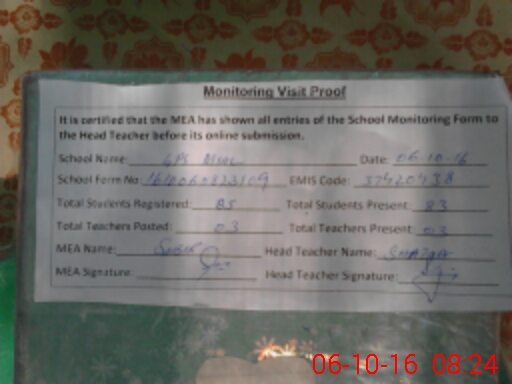 Monitoring Visit Proof
It is certified that the MEA has shown all entries of the School Monitoring Form to
the Head Teacher before its online submission.
School Name: GPS Date: 06-10-16
School Form No: EMIS Code: 37420438
Total Students Registered: 85 Total Students Present: 83
Total Teachers Posted: 03 Total Teachers Present: 03
MEA Name: Head Teacher Name:
MEA Signature: Head Teacher Signature:
06-10-16 08:24